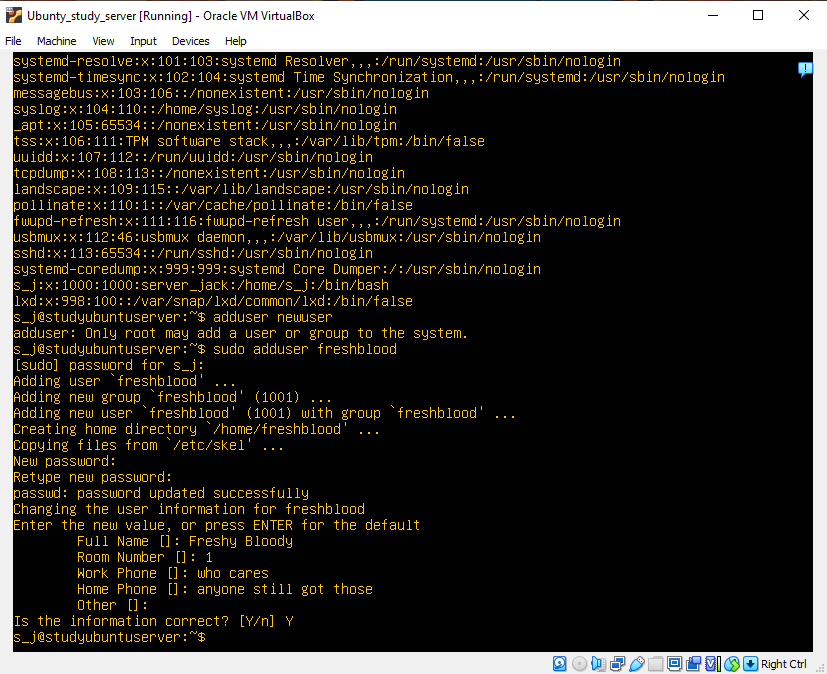 Ubunty_study_server [Running] - Oracle VM VirtualBox
File Machine View Input Devices Help
systemd-resolve:x:101:103:systemd Resolver,,,:/run/systemd:/usr/sbin/nologin
systemd-timesync:x:102:104:systemd Time Synchronization,,,:/run/systemd:/usr/sbin/nologin
messagebus:x:103:106::/nonexistent:/usr/sbin/nologin
syslog:x:104:110::/home/syslog:/usr/sbin/nologin
_apt:x:105:65534::/nonexistent:/usr/sbin/nologin
tss:x:106:111:TPM software stack,,,:/var/lib/tpm:/bin/false
uuidd:x:107:112::/run/uuidd:/usr/sbin/nologin
tcpdump:x:108:113::/nonexistent:/usr/sbin/nologin
landscape:x:109:115::/var/lib/landscape:/usr/sbin/nologin
pollinate:x:110:1::/var/cache/pollinate:/bin/false
fwupd-refresh:x:111:116:fwupd-refresh user,,,:/run/systemd:/usr/sbin/nologin
usbmux:x:112:46:usbmux daemon,,,:/var/lib/usbmux:/usr/sbin/nologin
sshd:x:113:65534::/run/sshd:/usr/sbin/nologin
systemd-coredump:x:999:999:systemd Core Dumper:/:/usr/sbin/nologin
s_j:x:1000:1000:server_jack:/home/s_j:/bin/bash
lxd:x:998:100::/var/snap/lxd/common/lxd:/bin/false
s_j@studyubuntuserver:~$ adduser newuser
adduser: Only root may add a user or group to the system.
s_j@studyubuntuserver:~$ sudo adduser freshblood
[sudo] password for s_j:
Adding user `freshblood' ...
Adding new group `freshblood' (1001) ...
Adding new user `freshblood' (1001) with group `freshblood' ...
Creating home directory `/home/freshblood' ...
Copying files from `/etc/skel' ...
New password:
Retype new password:
passwd: password updated successfully
Changing the user information for freshblood
Enter the new value, or press ENTER for the default
Full Name []: Freshy Bloody
Room Number []: 1
Work Phone []: who cares
Home Phone []: anyone still got those
Other []:
Is the information correct? [Y/n] Y
s_j@studyubuntuserver:~$
Right Ctrl